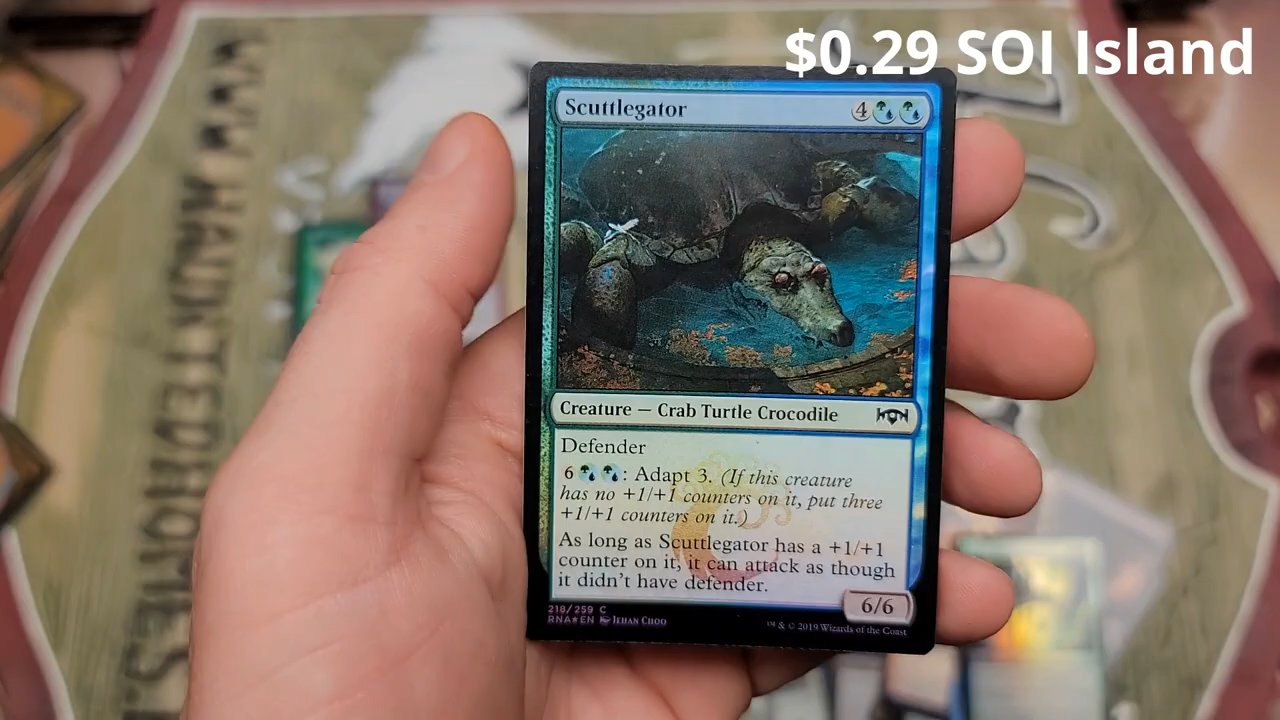 $0.29 SOI Island
Scuttlegator
4
Creature — Crab Turtle Crocodile
Defender
6 : Adapt 3. (If this creature
has no +1/+1 counters on it, put three
+1/+1 counters on it.)
As long as Scuttlegator has a +1/+1
counter on it, it can attack as though
it didn't have defender.
6/6
218/259 C
RNA★EN Jehan Choo
™ & © 2019 Wizards of the Coast